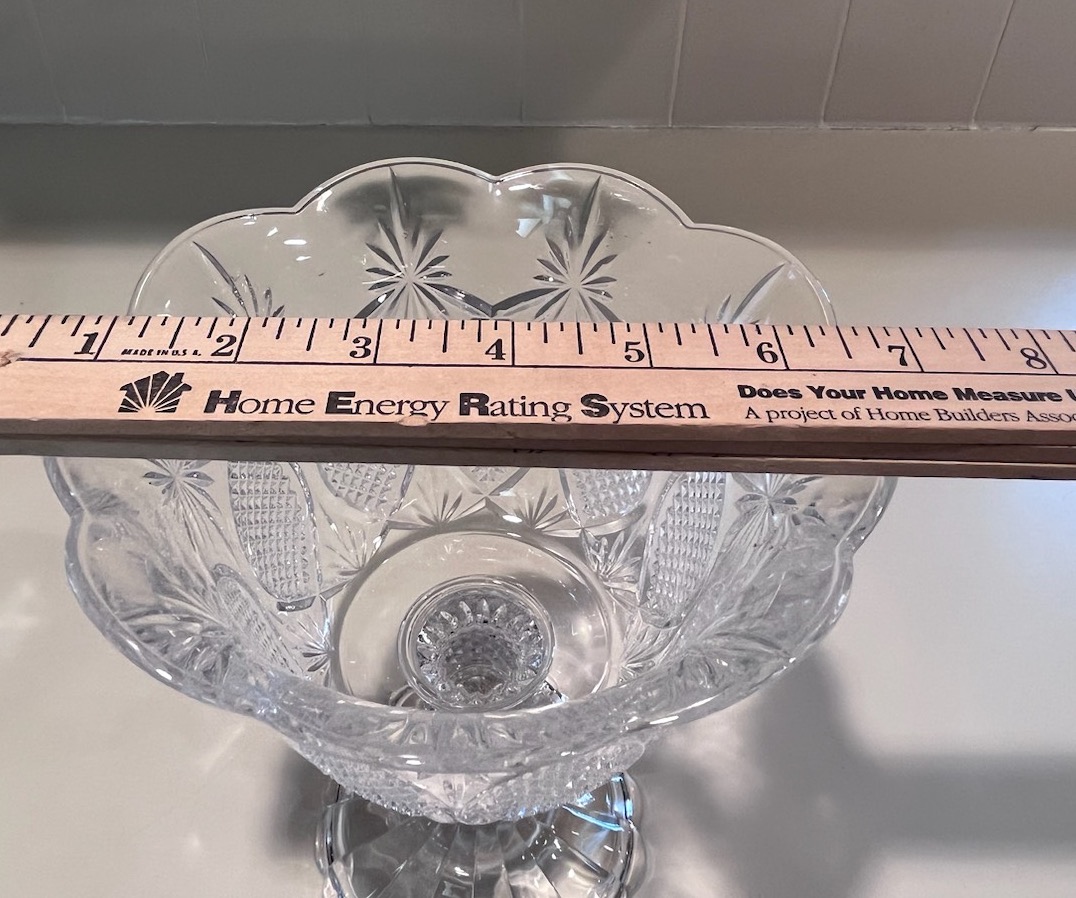 1 2 3 4 5 6 7 8
MADE IN U.S.A.
Home Energy Rating System
Does Your Home Measure
A project of Home Builders